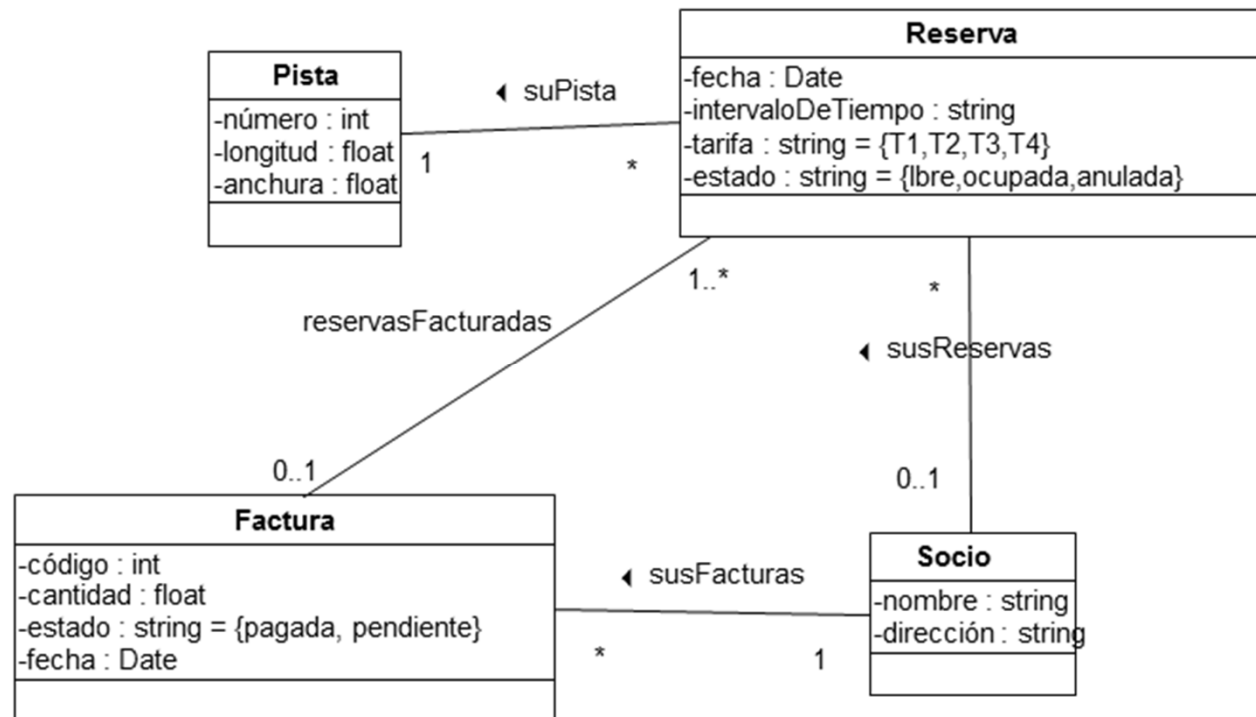 Reserva
-fecha : Date
-intervaloDeTiempo : string
-tarifa : string = {T1,T2,T3,T4}
-estado : string = {lbre,ocupada,anulada}
Pista
-número : int
-longitud : float
-anchura : float
suPista
1
*
1..*
*
reservasFacturadas
susReservas
0..1
0..1
Factura
-código : int
-cantidad : float
-estado : string = {pagada, pendiente}
-fecha : Date
susFacturas
*
1
Socio
-nombre : string
-dirección : string